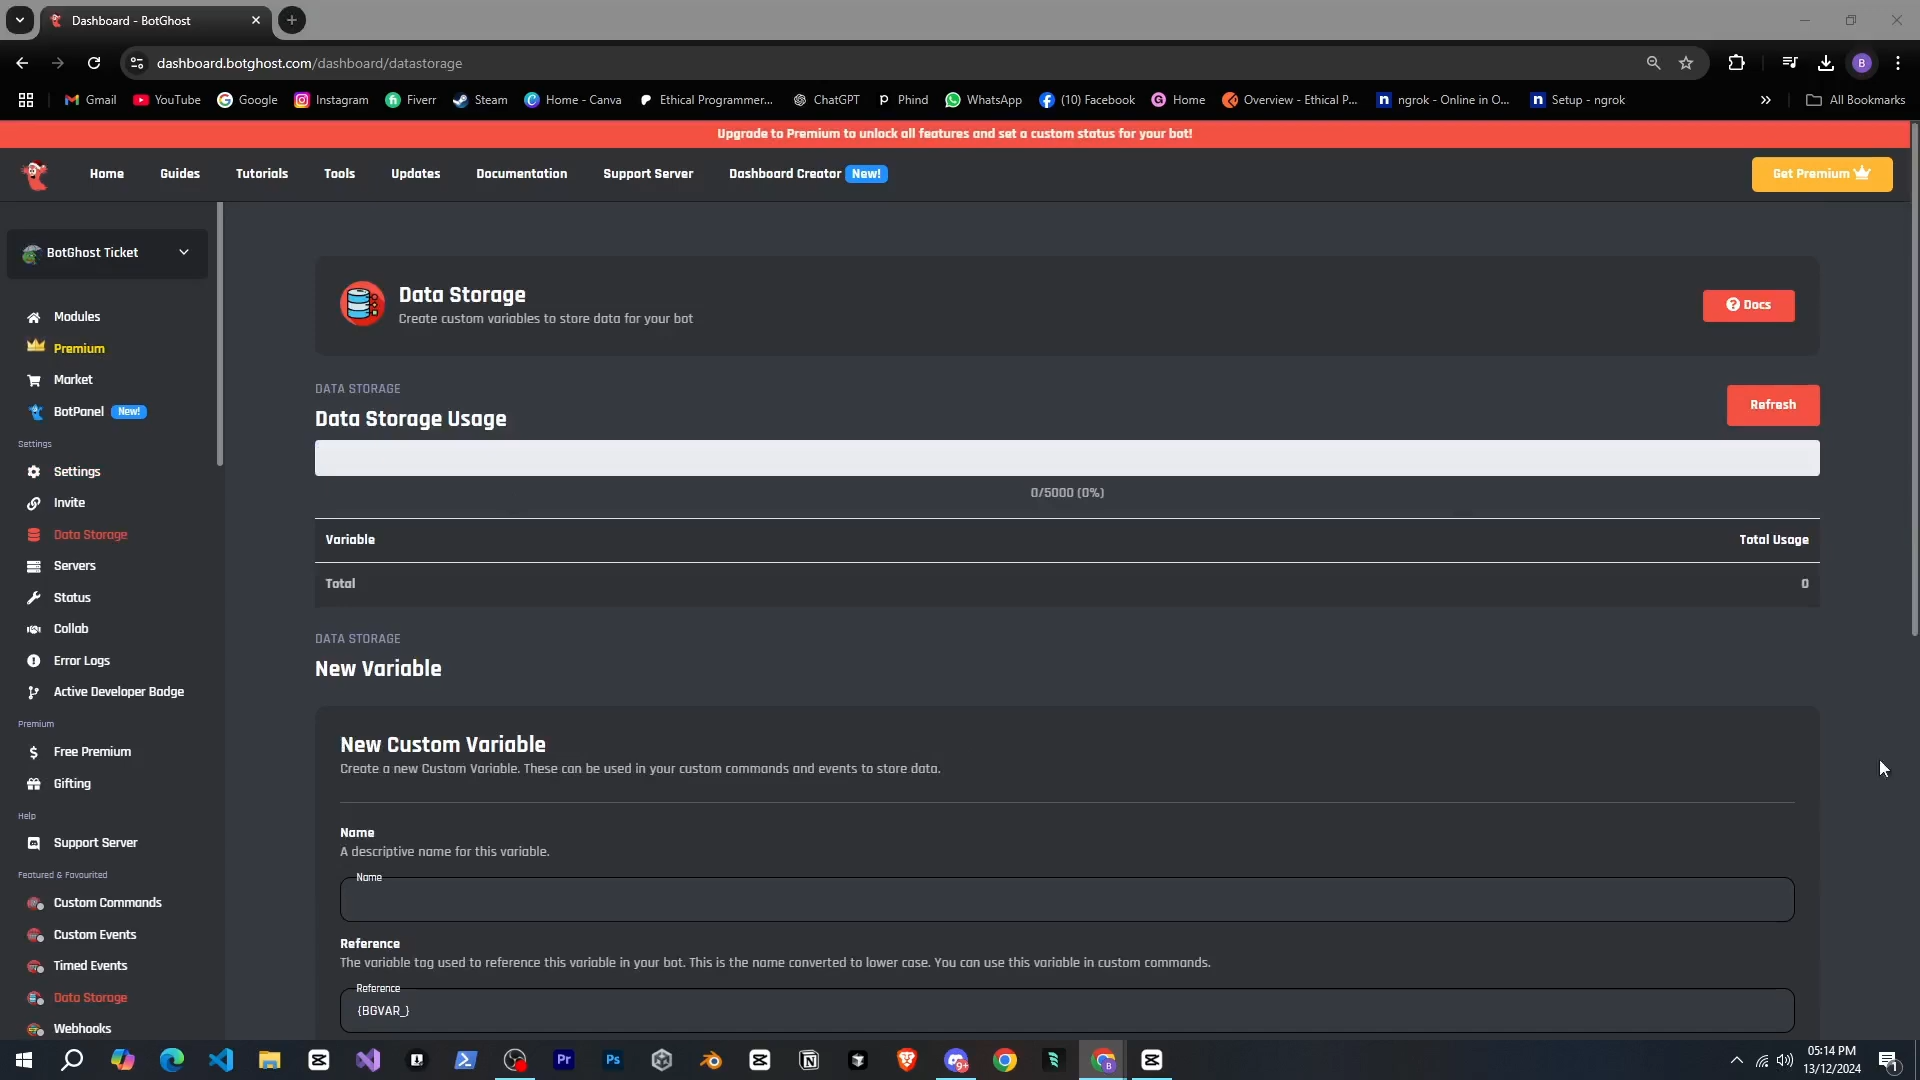 Dashboard - BotGhost
dashboard.botghost.com/dashboard/datastorage
B
Gmail
YouTube
Google
Instagram
Fiverr
Steam
Home - Canva
Ethical Programmer...
ChatGPT
Phind
WhatsApp
(10) Facebook
Home
Overview - Ethical P...
ngrok - Online in O...
Setup - ngrok
All Bookmarks
Upgrade to Premium to unlock all features and set a custom status for your bot!
Home
Guides
Tutorials
Tools
Updates
Documentation
Support Server
Dashboard Creator New!
Get Premium
BotGhost Ticket
Modules
Premium
Market
BotPanel New!
Settings
Settings
Invite
Data Storage
Servers
Status
Collab
Error Logs
Active Developer Badge
Premium
Free Premium
Gifting
Help
Support Server
Featured & Favourited
Custom Commands
Custom Events
Timed Events
Data Storage
Webhooks
Data Storage
Create custom variables to store data for your bot
Docs
DATA STORAGE
Data Storage Usage
Refresh
0/5000 (0%)
Variable Total Usage
Total 0
DATA STORAGE
New Variable
New Custom Variable
Create a new Custom Variable. These can be used in your custom commands and events to store data.
Name
A descriptive name for this variable.
Name
Reference
The variable tag used to reference this variable in your bot. This is the name converted to lower case. You can use this variable in custom commands.
Reference
{BGVAR_}
Pr
Ps
9+
B
05:14 PM
13/12/2024
1